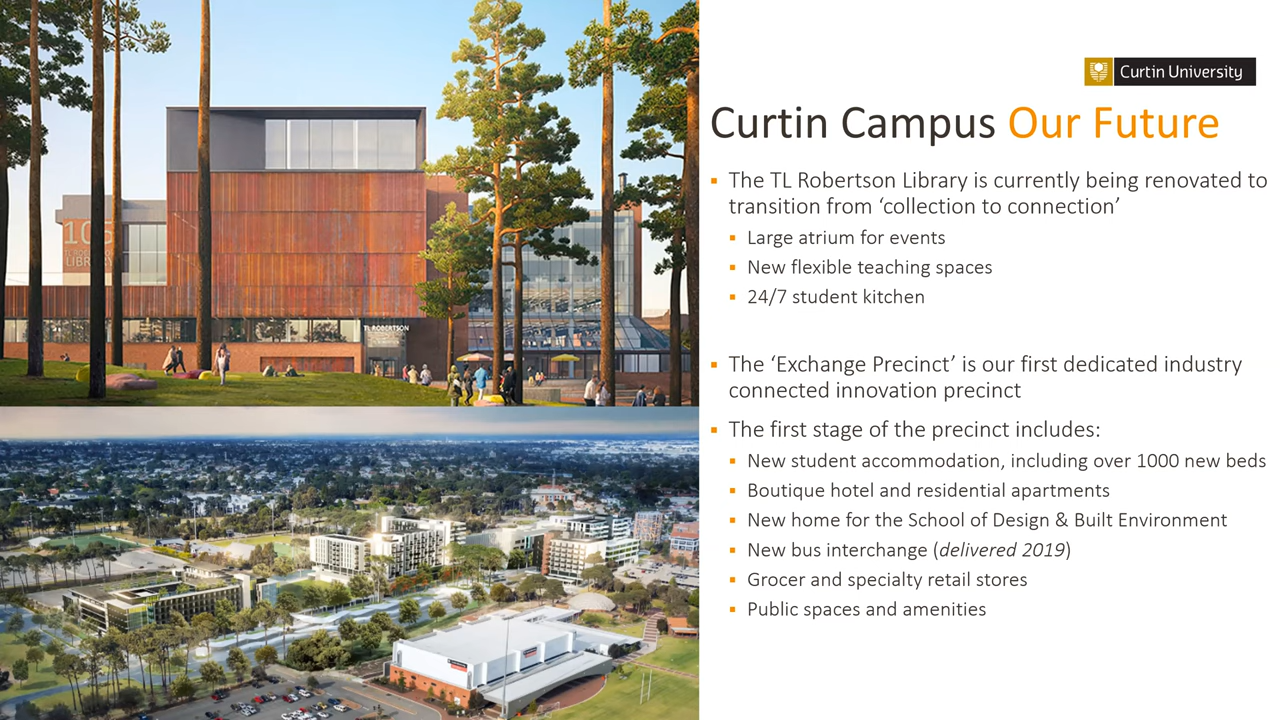 Curtin University
Curtin Campus Our Future
▪ The TL Robertson Library is currently being renovated to
transition from ‘collection to connection’
▪ Large atrium for events
▪ New flexible teaching spaces
▪ 24/7 student kitchen
▪ The ‘Exchange Precinct’ is our first dedicated industry
connected innovation precinct
▪ The first stage of the precinct includes:
▪ New student accommodation, including over 1000 new beds
▪ Boutique hotel and residential apartments
▪ New home for the School of Design & Built Environment
▪ New bus interchange (delivered 2019)
▪ Grocer and specialty retail stores
▪ Public spaces and amenities
105
LIBRARY
TL ROBERTSON